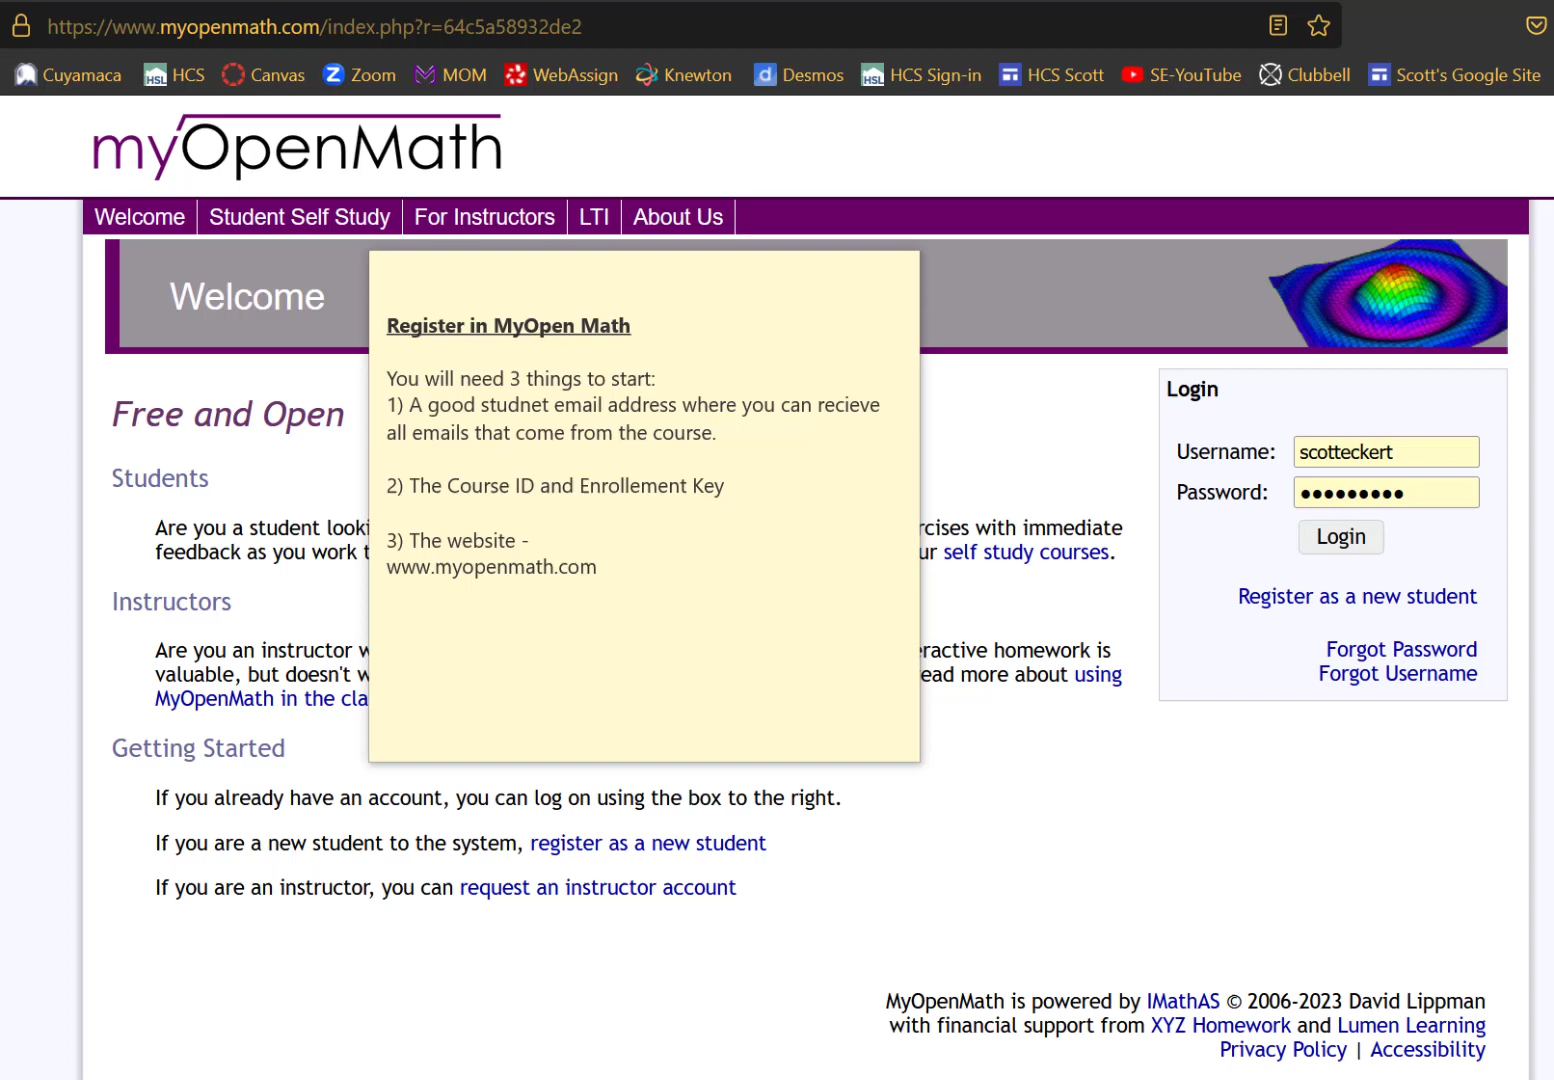 https://www.myopenmath.com/index.php?r=64c5a58932de2
Cuyamaca HSL HCS Canvas Z Zoom MOM WebAssign Knewton d Desmos HSL HCS Sign-in HCS Scott SE-YouTube Clubbell Scott's Google Site
myOpenMath
Welcome Student Self Study For Instructors LTI About Us
Welcome
Register in MyOpen Math
You will need 3 things to start:
1) A good studnet email address where you can recieve
all emails that come from the course.
2) The Course ID and Enrollement Key
3) The website -
www.myopenmath.com
Free and Open
Students
Are you a student rcises with immediate
feedback as you work self study courses.
Instructors
Are you an instructor homework is
valuable, but doesn't ead more about using
MyOpenMath in the
Getting Started
If you already have an account, you can log on using the box to the right.
If you are a new student to the system, register as a new student
If you are an instructor, you can request an instructor account
Login
Username: scotteckert
Password: ●●●●●●●●●
Login
Register as a new student
Forgot Password
Forgot Username
MyOpenMath is powered by IMathAS © 2006-2023 David Lippman
with financial support from XYZ Homework and Lumen Learning
Privacy Policy | Accessibility